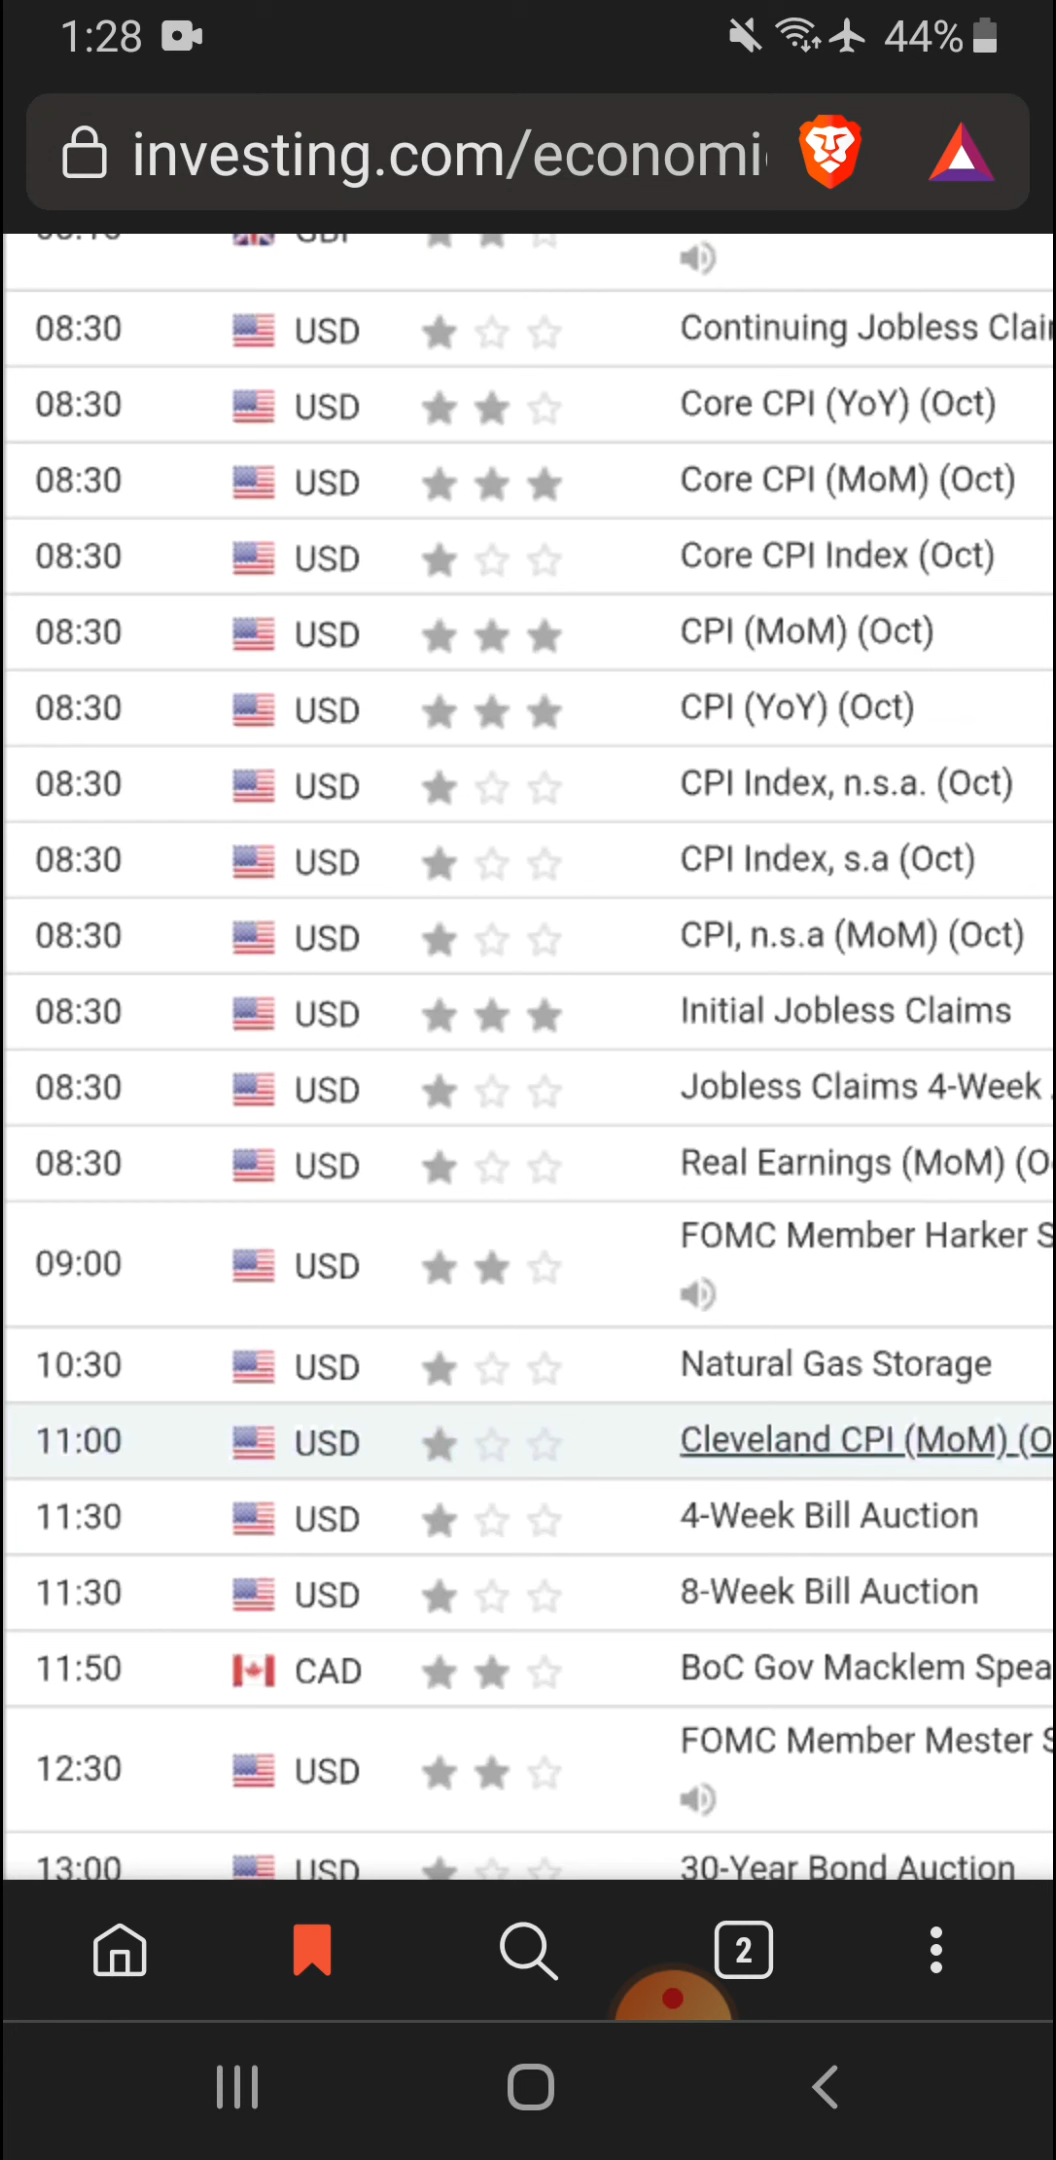 1:28 44%
investing.com/economi
GBP
08:30 USD Continuing Jobless Clai
08:30 USD Core CPI (YoY) (Oct)
08:30 USD Core CPI (MoM) (Oct)
08:30 USD Core CPI Index (Oct)
08:30 USD CPI (MoM) (Oct)
08:30 USD CPI (YoY) (Oct)
08:30 USD CPI Index, n.s.a. (Oct)
08:30 USD CPI Index, s.a (Oct)
08:30 USD CPI, n.s.a (MoM) (Oct)
08:30 USD Initial Jobless Claims
08:30 USD Jobless Claims 4-Week
08:30 USD Real Earnings (MoM) (O
09:00 USD FOMC Member Harker S
10:30 USD Natural Gas Storage
11:00 USD Cleveland CPI (MoM) (O
11:30 USD 4-Week Bill Auction
11:30 USD 8-Week Bill Auction
11:50 CAD BoC Gov Macklem Spea
12:30 USD FOMC Member Mester S
13:00 USD 30-Year Bond Auction
2